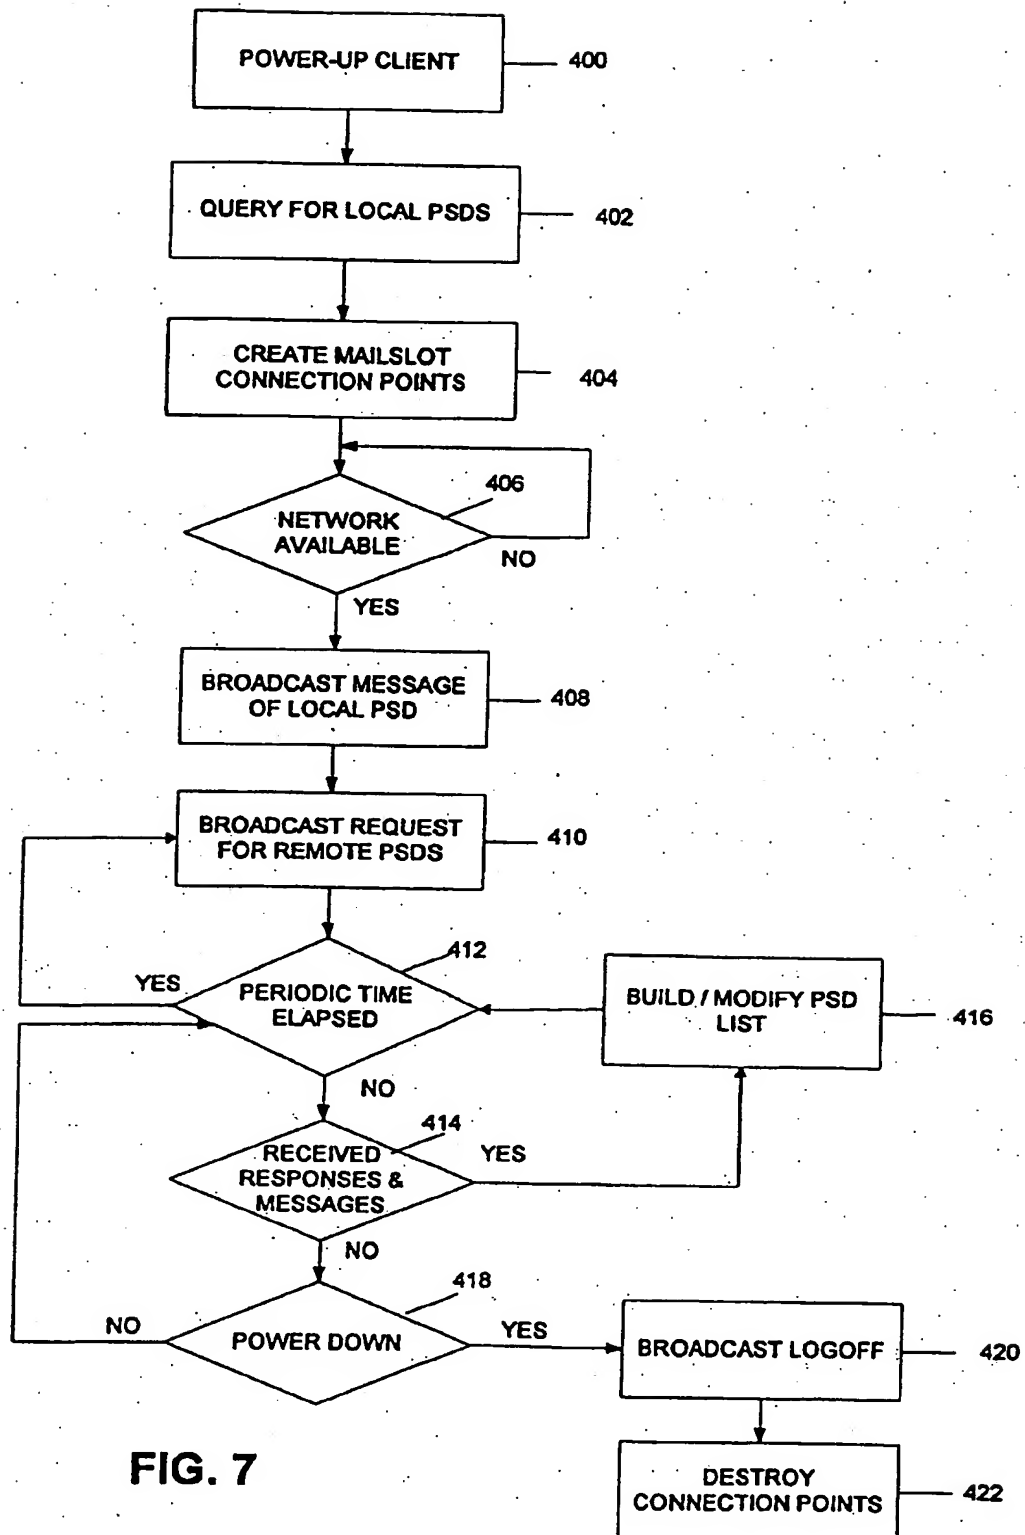 POWER-UP CLIENT
400
QUERY FOR LOCAL PSDS
402
CREATE MAILSLOT
CONNECTION POINTS
404
406
NETWORK
AVAILABLE
NO
YES
BROADCAST MESSAGE
OF LOCAL PSD
408
BROADCAST REQUEST
FOR REMOTE PSDS
410
412
YES
PERIODIC TIME
ELAPSED
BUILD / MODIFY PSD
LIST
416
NO
414
RECEIVED
RESPONSES &
MESSAGES
YES
NO
418
NO
POWER DOWN
YES
BROADCAST LOGOFF
420
FIG. 7
DESTROY
CONNECTION POINTS
422